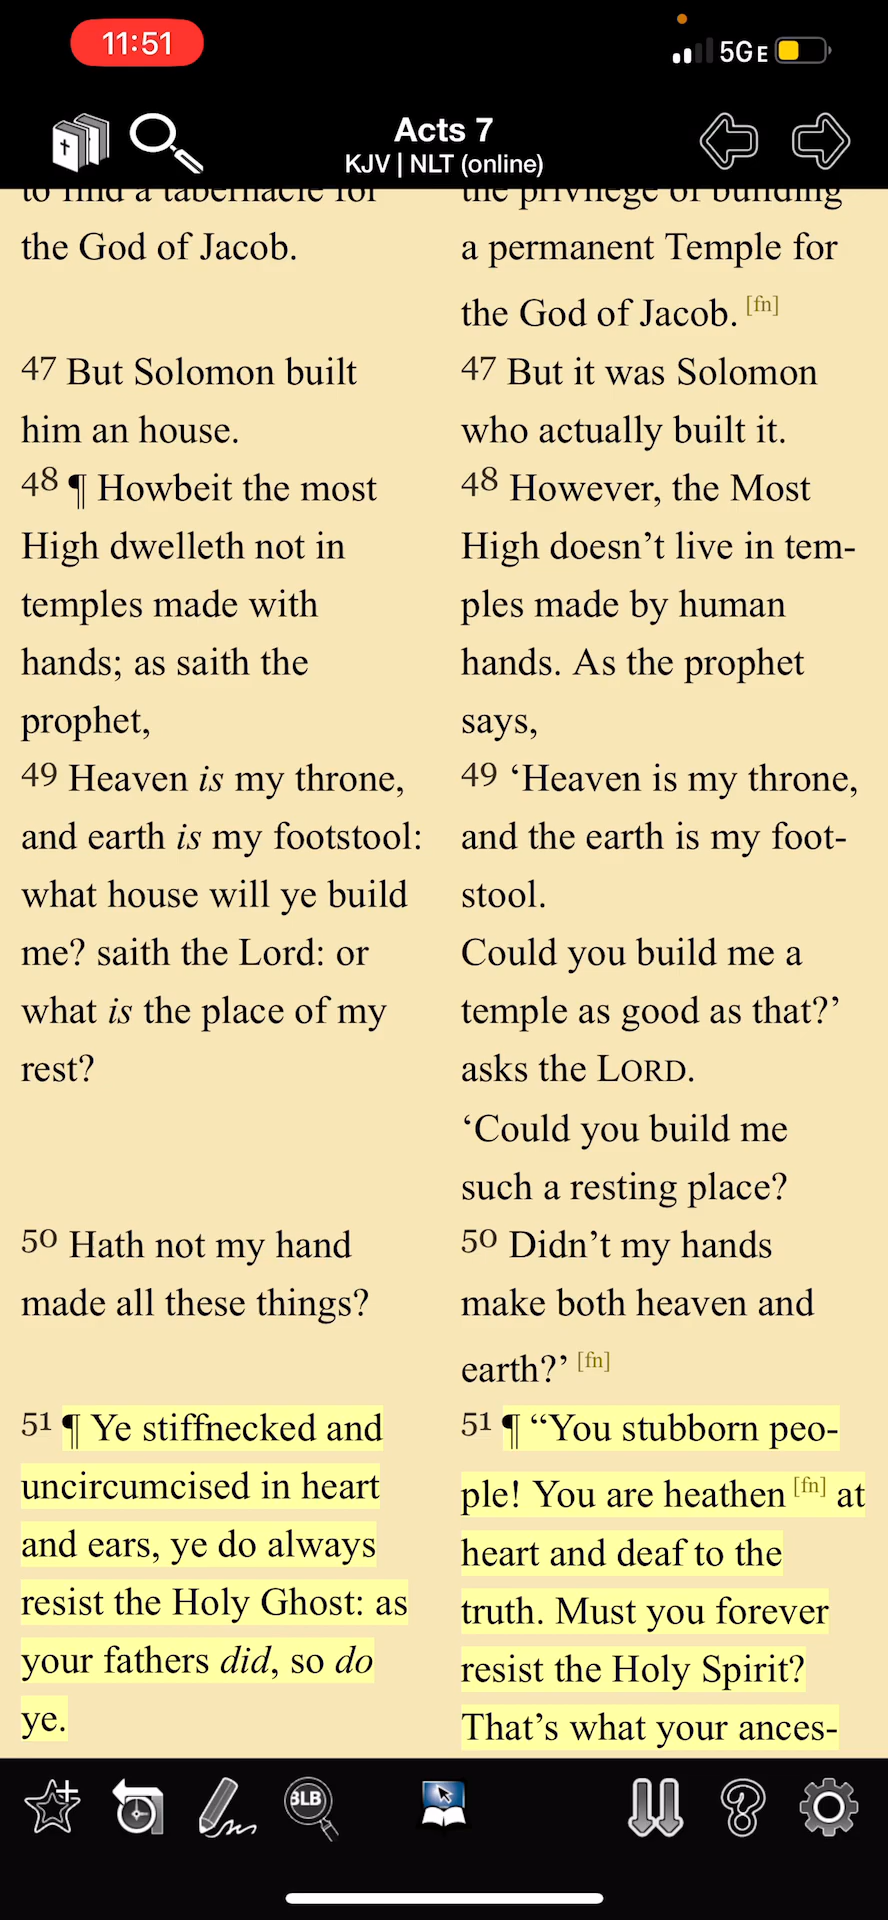 11:51
5GE
Acts 7
KJV | NLT (online)
to find a tabernacle for
the God of Jacob.
47 But Solomon built
him an house.
48 ¶ Howbeit the most
High dwelleth not in
temples made with
hands; as saith the
prophet,
49 Heaven is my throne,
and earth is my footstool:
what house will ye build
me? saith the Lord: or
what is the place of my
rest?
50 Hath not my hand
made all these things?
51 ¶ Ye stiffnecked and
uncircumcised in heart
and ears, ye do always
resist the Holy Ghost: as
your fathers did, so do
ye.
the privilege of building
a permanent Temple for
the God of Jacob. [fn]
47 But it was Solomon
who actually built it.
48 However, the Most
High doesn’t live in tem-
ples made by human
hands. As the prophet
says,
49 ‘Heaven is my throne,
and the earth is my foot-
stool.
Could you build me a
temple as good as that?’
asks the LORD.
‘Could you build me
such a resting place?
50 Didn’t my hands
make both heaven and
earth?’ [fn]
51 ¶ “You stubborn peo-
ple! You are heathen [fn] at
heart and deaf to the
truth. Must you forever
resist the Holy Spirit?
That’s what your ances-
BLB